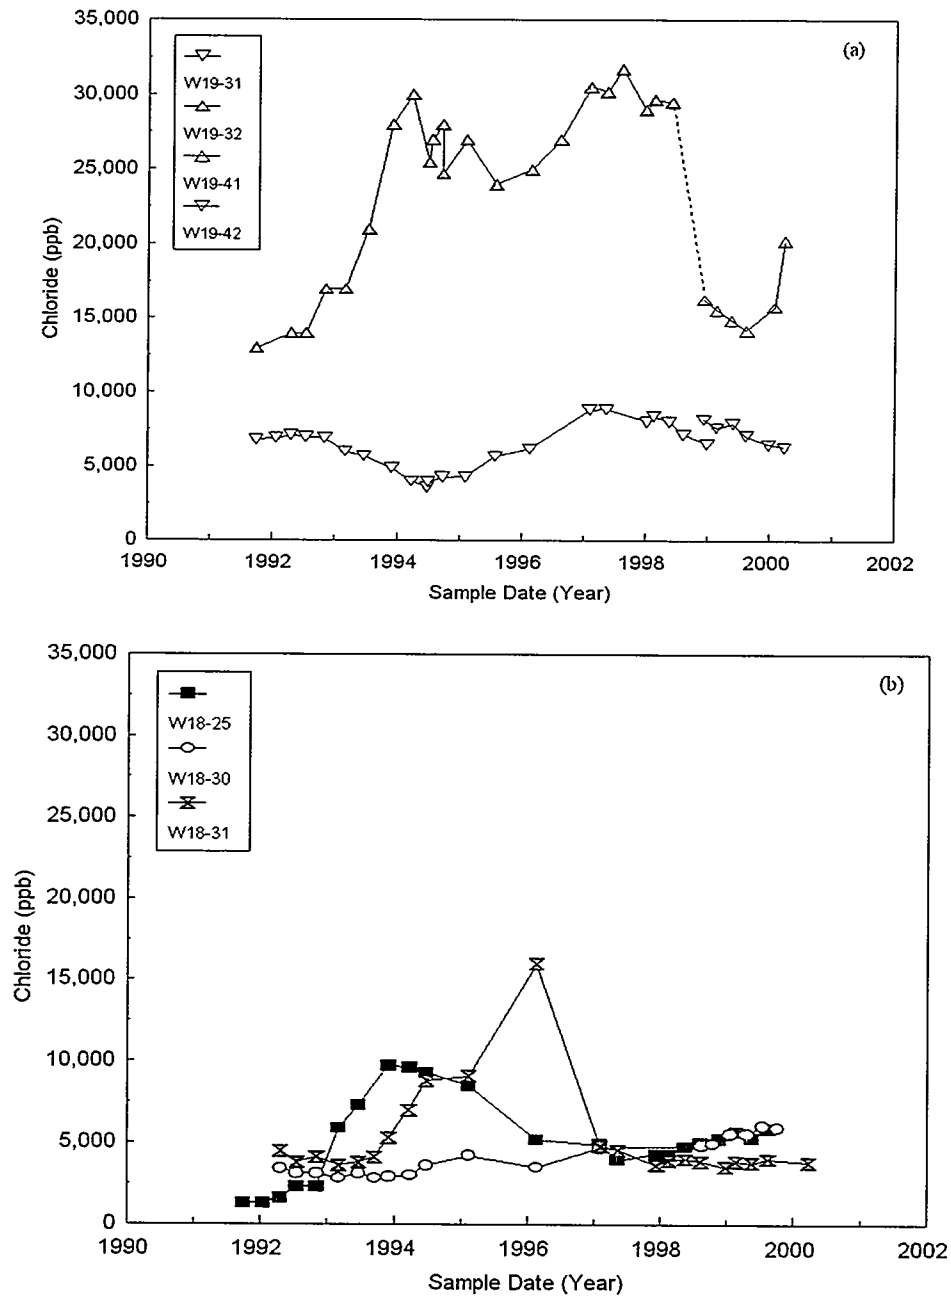 35,000
30,000
25,000
20,000
15,000
10,000
5,000
0
Chloride (ppb)
(a)
W19-31
W19-32
W19-41
W19-42
1990 1992 1994 1996 1998 2000 2002
Sample Date (Year)
35,000
30,000
25,000
20,000
15,000
10,000
5,000
0
Chloride (ppb)
(b)
W18-25
W18-30
W18-31
1990 1992 1994 1996 1998 2000 2002
Sample Date (Year)